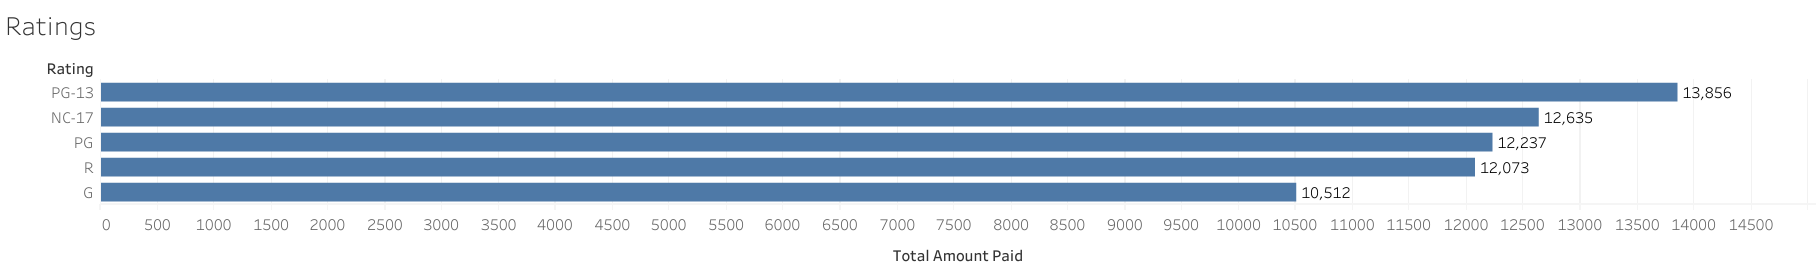 Ratings
Rating
PG-13 13,856
NC-17 12,635
PG 12,237
R 12,073
G 10,512
0 500 1000 1500 2000 2500 3000 3500 4000 4500 5000 5500 6000 6500 7000 7500 8000 8500 9000 9500 10000 10500 11000 11500 12000 12500 13000 13500 14000 14500
Total Amount Paid